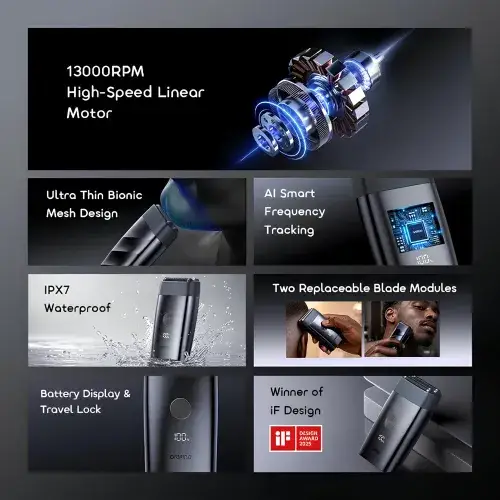 13000RPM
High-Speed Linear
Motor
Ultra Thin Bionic
Mesh Design
AI Smart
Frequency
Tracking
100%
IPX7
Waterproof
Two Replaceable Blade Modules
Battery Display &
Travel Lock
100%
Winner of
iF Design
iF
DESIGN
AWARD
2025